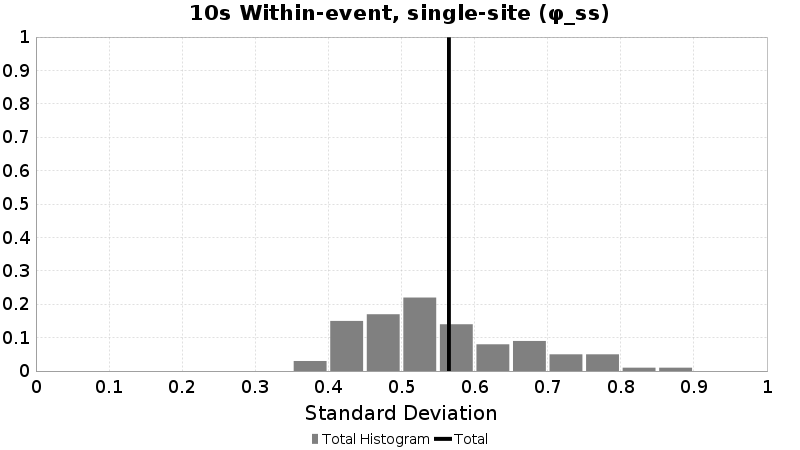 10s Within-event, single-site (φ_ss)
1
0.9
0.8
0.7
0.6
0.5
0.4
0.3
0.2
0.1
0
0 0.1 0.2 0.3 0.4 0.5 0.6 0.7 0.8 0.9 1
Standard Deviation
Total Histogram Total